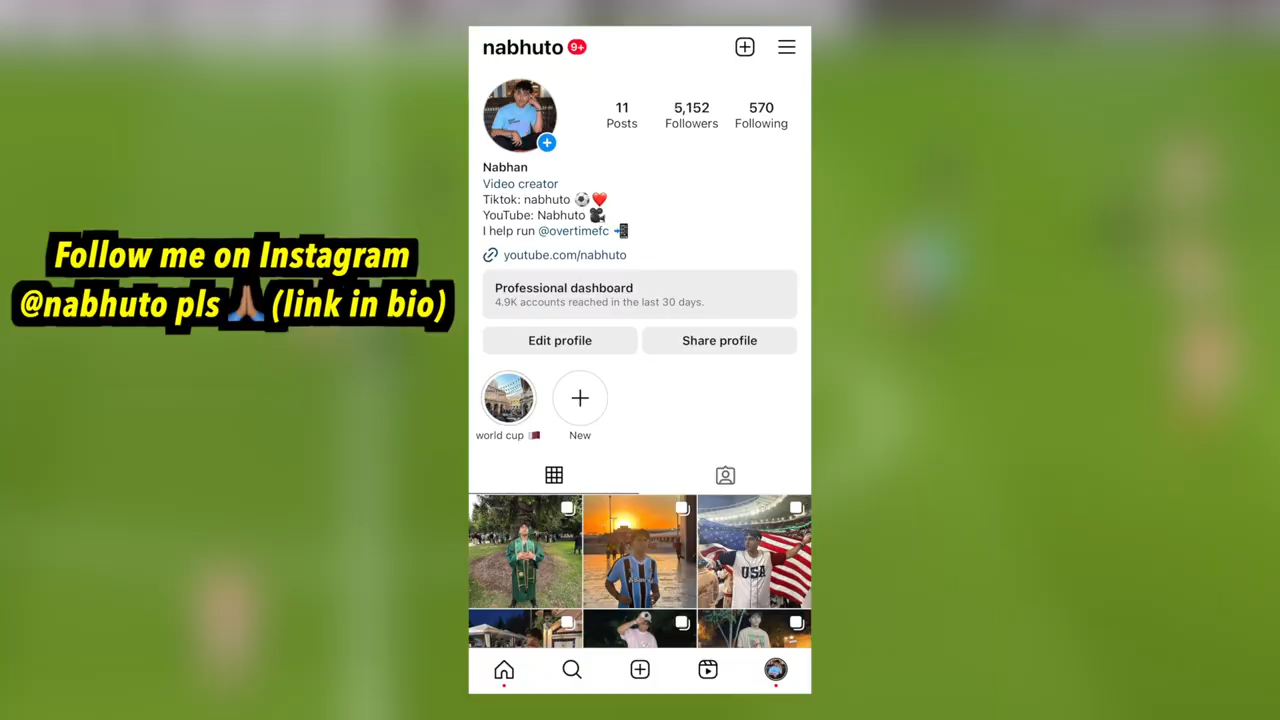 nabhuto 9+
11 5,152 570
Posts Followers Following
Nabhan
Video creator
Tiktok: nabhuto ⚽❤️
YouTube: Nabhuto 🎥
I help run @overtimefc 📲
youtube.com/nabhuto
Professional dashboard
4.9K accounts reached in the last 30 days.
Edit profile Share profile
world cup 🇶🇦 New
USA
Follow me on Instagram
@nabhuto pls 🙏🏽 (link in bio)